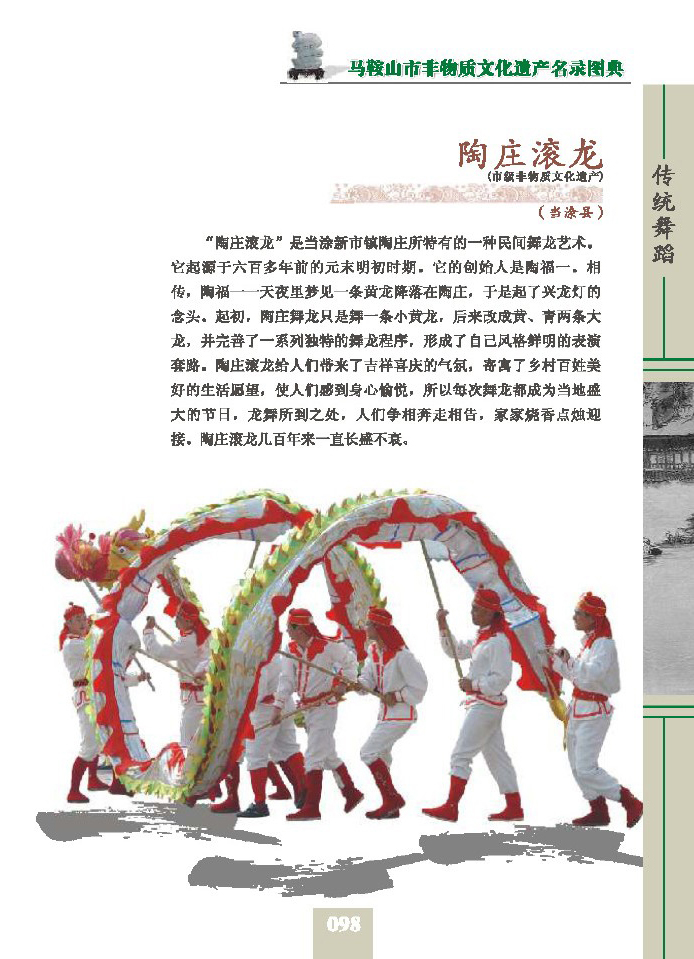 马鞍山市非物质文化遗产名录图典
陶庄滚龙
(市级非物质文化遗产)
(当涂县)
传统舞蹈
“陶庄滚龙”是当涂新市镇陶庄所特有的一种民间舞龙艺术。
它起源于六百多年前的元末明初时期。它的创始人是陶福一。相
传，陶福一一天夜里梦见一条黄龙降落在陶庄，于是起了兴龙灯的
念头。起初，陶庄舞龙只是舞一条小黄龙，后来改成黄、青两条大
龙，并完善了一系列独特的舞龙程序，形成了自己风格鲜明的表演
套路。陶庄滚龙给人们带来了吉祥喜庆的气氛，寄寓了乡村百姓美
好的生活愿望，使人们感到身心愉悦，所以每次舞龙都成为当地盛
大的节日，龙舞所到之处，人们争相奔走相告，家家烧香点烛迎
接。陶庄滚龙几百年来一直长盛不衰。
098